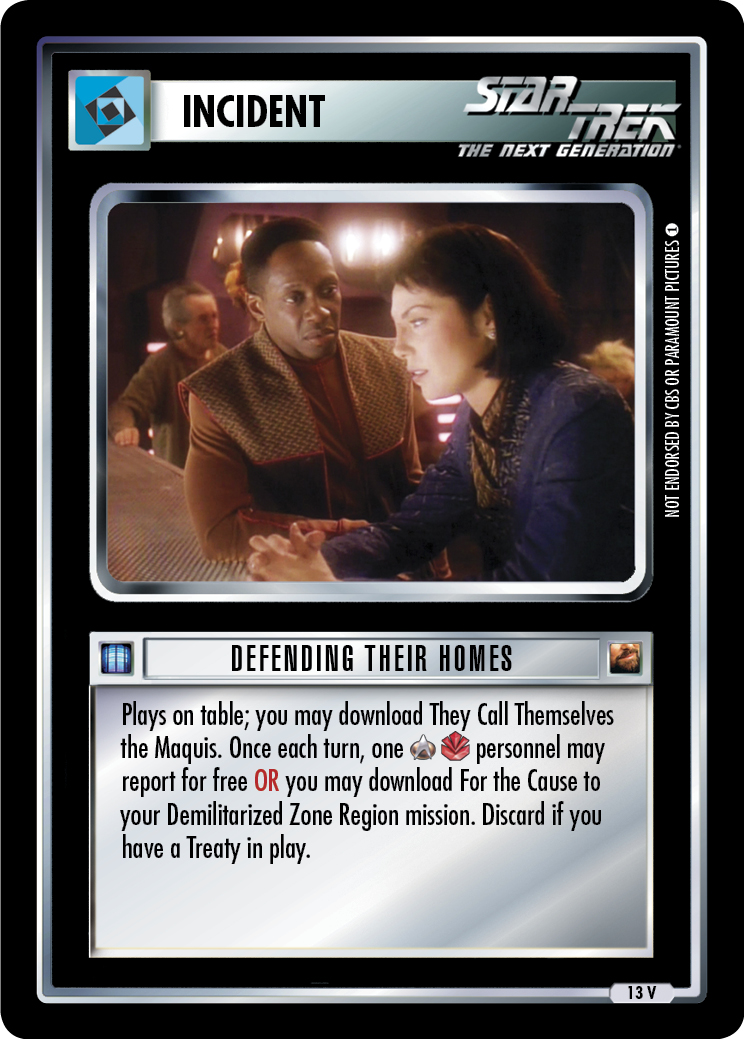 INCIDENT
STAR TREK
THE NEXT GENERATION
NOT ENDORSED BY CBS OR PARAMOUNT PICTURES 1
DEFENDING THEIR HOMES
Plays on table; you may download They Call Themselves
the Maquis. Once each turn, one personnel may
report for free OR you may download For the Cause to
your Demilitarized Zone Region mission. Discard if you
have a Treaty in play.
13 V